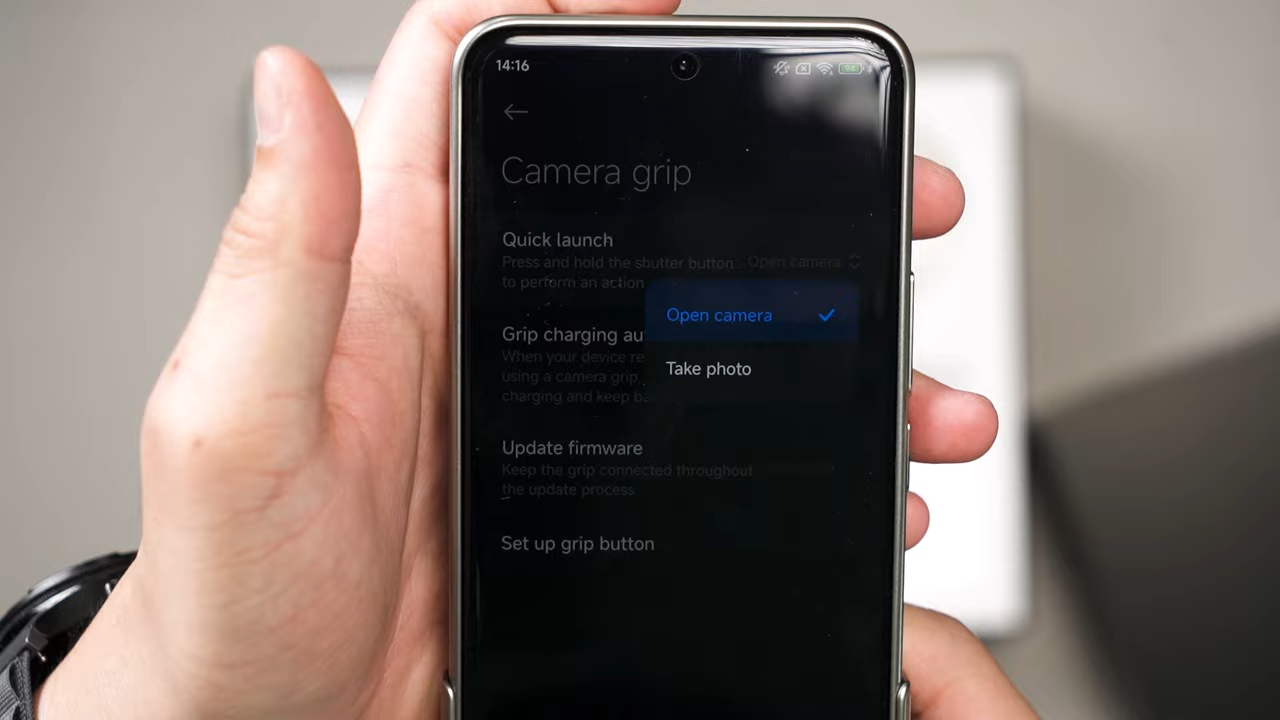 14:16
94
Camera grip
Quick launch
Press and hold the shutter button
to perform an action
Open camera
Open camera
Take photo
Grip charging au
When your device re
using a camera grip,
charging and keep ba
Update firmware
Keep the grip connected throughout
the update process
Set up grip button